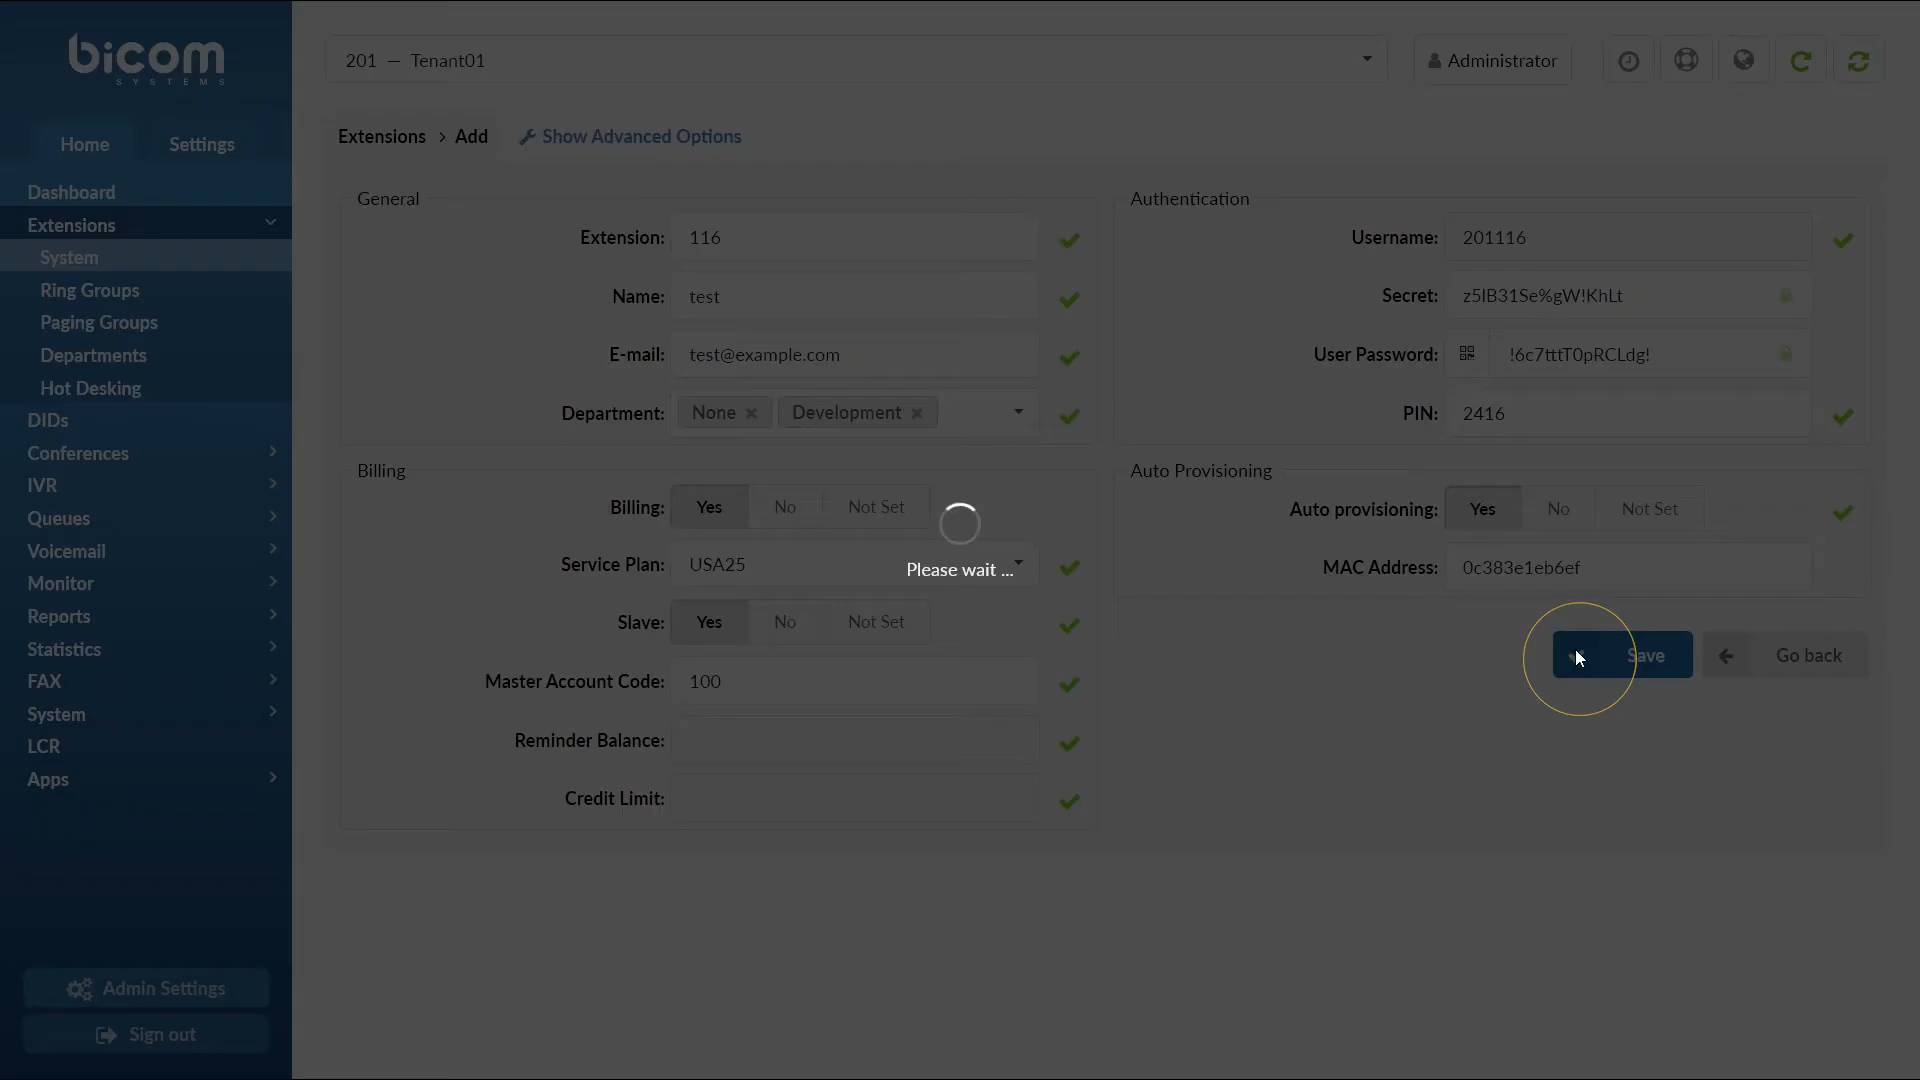 bicom
SYSTEMS
201 — Tenant01
Administrator
Home
Settings
Extensions › Add
Show Advanced Options
Dashboard
Extensions
System
Ring Groups
Paging Groups
Departments
Hot Desking
DIDs
Conferences
IVR
Queues
Voicemail
Monitor
Reports
Statistics
FAX
System
LCR
Apps
Admin Settings
Sign out
General
Extension: 116
Name: test
E-mail: test@example.com
Department: None × Development ×
Billing
Billing: Yes No Not Set
Service Plan: USA25
Slave: Yes No Not Set
Master Account Code: 100
Reminder Balance:
Credit Limit:
Please wait ...
Authentication
Username: 201116
Secret: z5lB31Se%gW!KhLt
User Password: !6c7tttT0pRCLdg!
PIN: 2416
Auto Provisioning
Auto provisioning: Yes No Not Set
MAC Address: 0c383e1eb6ef
Save
Go back